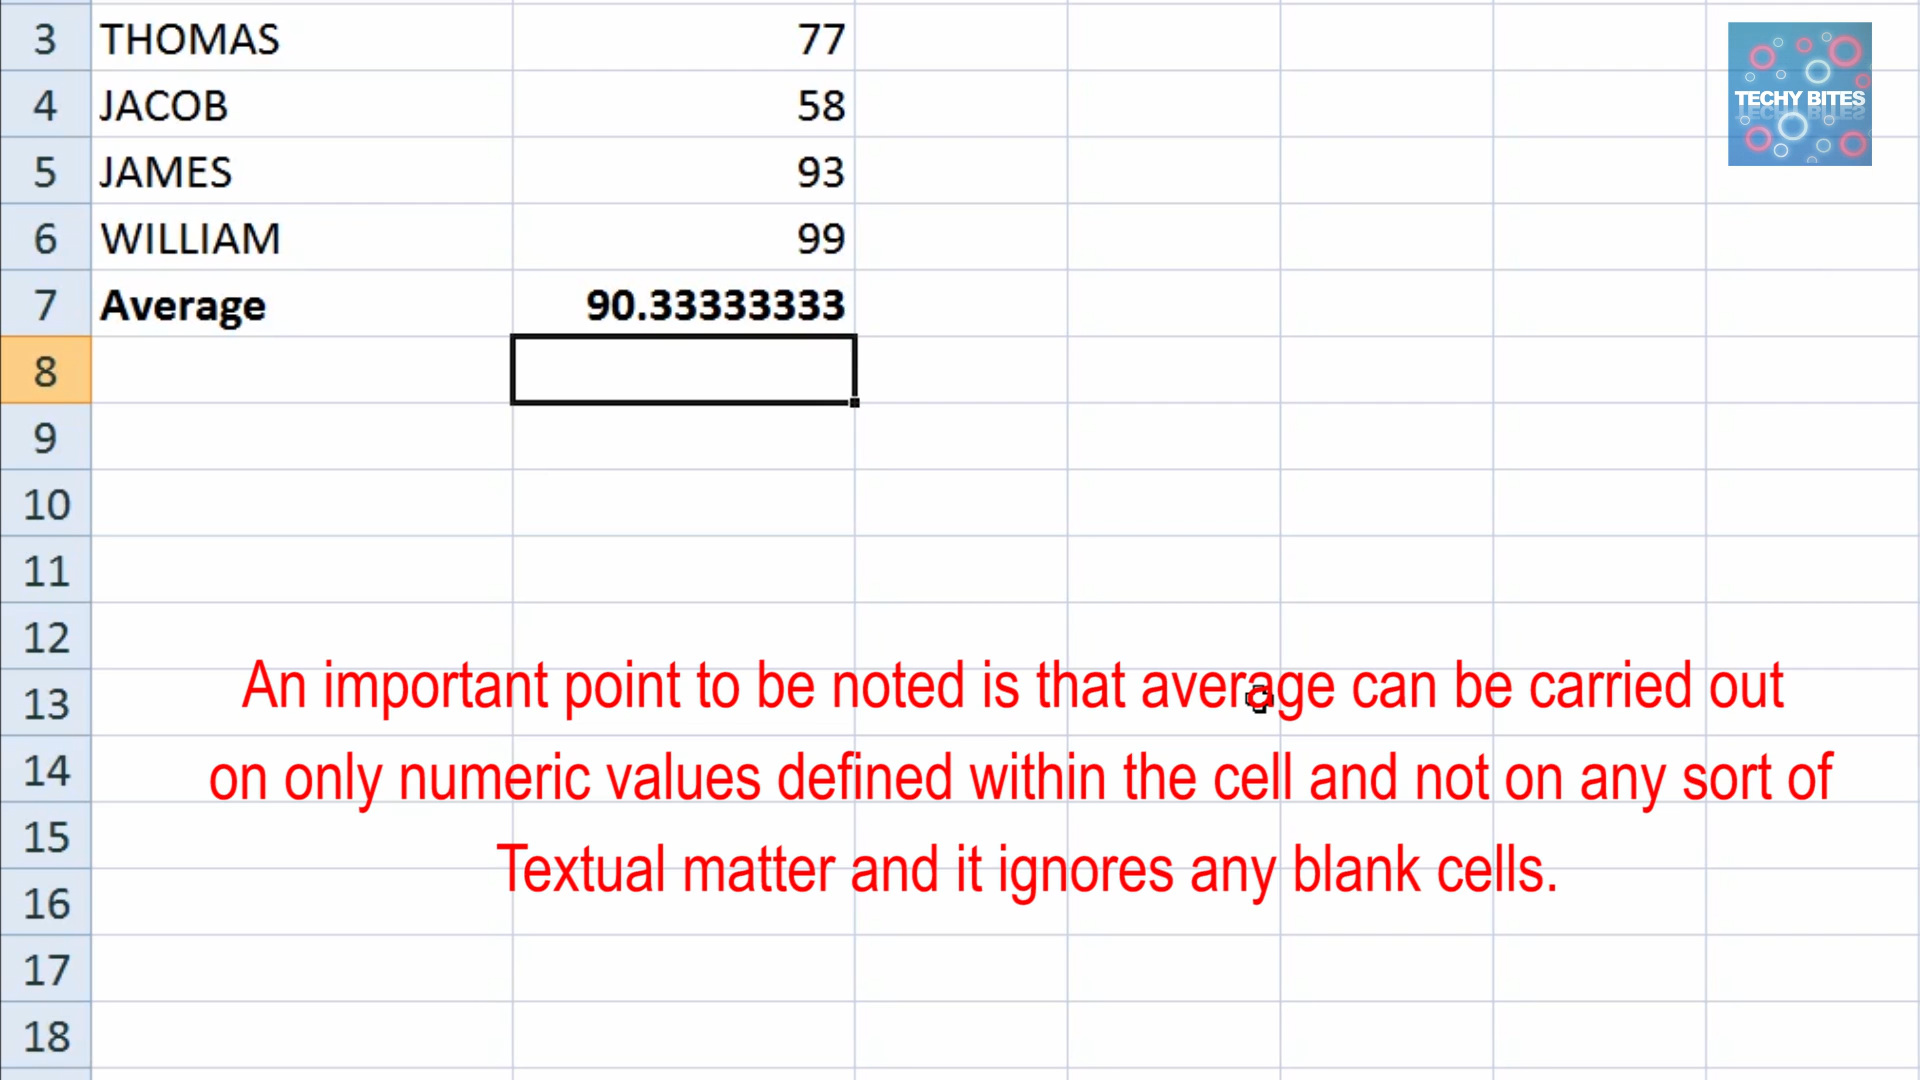 3 THOMAS 77
4 JACOB 58
5 JAMES 93
6 WILLIAM 99
7 Average 90.33333333
8
9
10
11
12
13
14
15
16
17
18
TECHY BITES
An important point to be noted is that average can be carried out
on only numeric values defined within the cell and not on any sort of
Textual matter and it ignores any blank cells.